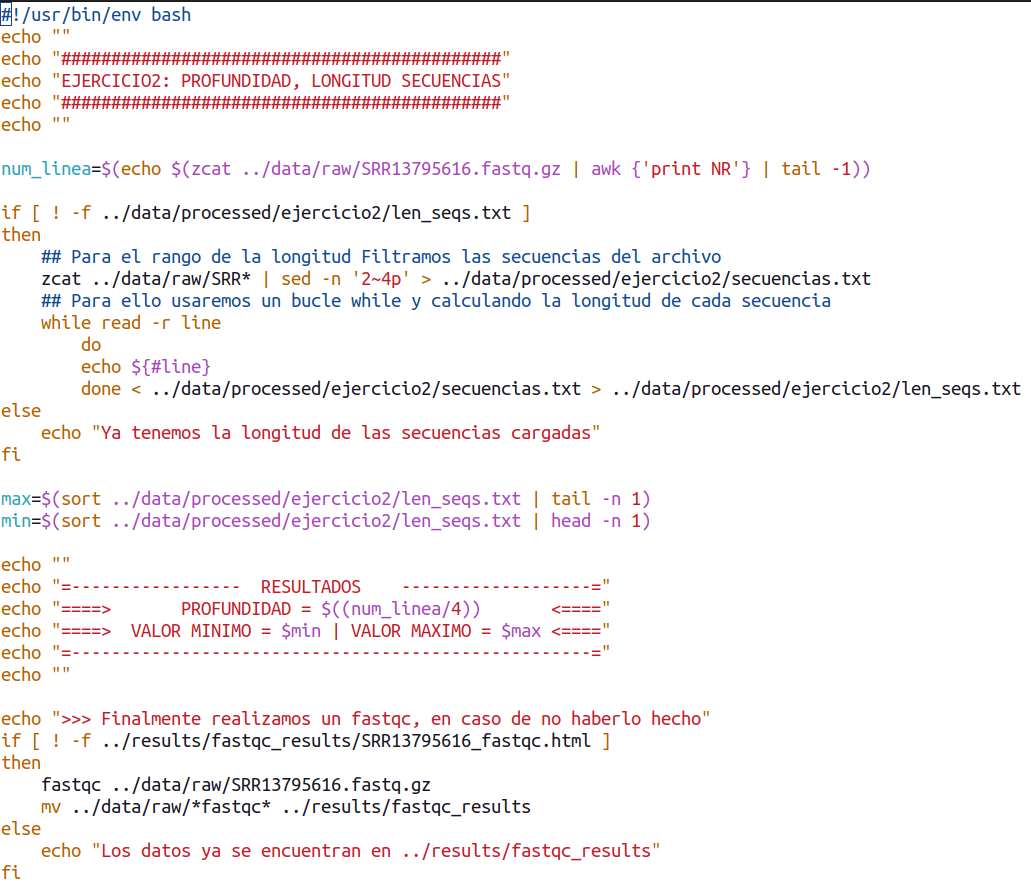 #!/usr/bin/env bash
echo ""
echo "############################################"
echo "EJERCICIO2: PROFUNDIDAD, LONGITUD SECUENCIAS"
echo "############################################"
echo ""

num_linea=$(echo $(zcat ../data/raw/SRR13795616.fastq.gz | awk {'print NR'} | tail -1))

if [ ! -f ../data/processed/ejercicio2/len_seqs.txt ]
then
    ## Para el rango de la longitud Filtramos las secuencias del archivo
    zcat ../data/raw/SRR* | sed -n '2~4p' > ../data/processed/ejercicio2/secuencias.txt
    ## Para ello usaremos un bucle while y calculando la longitud de cada secuencia
    while read -r line
        do
        echo ${#line}
        done < ../data/processed/ejercicio2/secuencias.txt > ../data/processed/ejercicio2/len_seqs.txt
else
    echo "Ya tenemos la longitud de las secuencias cargadas"
fi

max=$(sort ../data/processed/ejercicio2/len_seqs.txt | tail -n 1)
min=$(sort ../data/processed/ejercicio2/len_seqs.txt | head -n 1)

echo ""
echo "=-----------------  RESULTADOS    -------------------="
echo "====>       PROFUNDIDAD = $((num_linea/4))       <===="
echo "====>  VALOR MINIMO = $min | VALOR MAXIMO = $max <===="
echo "=----------------------------------------------------="
echo ""

echo ">>> Finalmente realizamos un fastqc, en caso de no haberlo hecho"
if [ ! -f ../results/fastqc_results/SRR13795616_fastqc.html ]
then
    fastqc ../data/raw/SRR13795616.fastq.gz
    mv ../data/raw/*fastqc* ../results/fastqc_results
else
    echo "Los datos ya se encuentran en ../results/fastqc_results"
fi